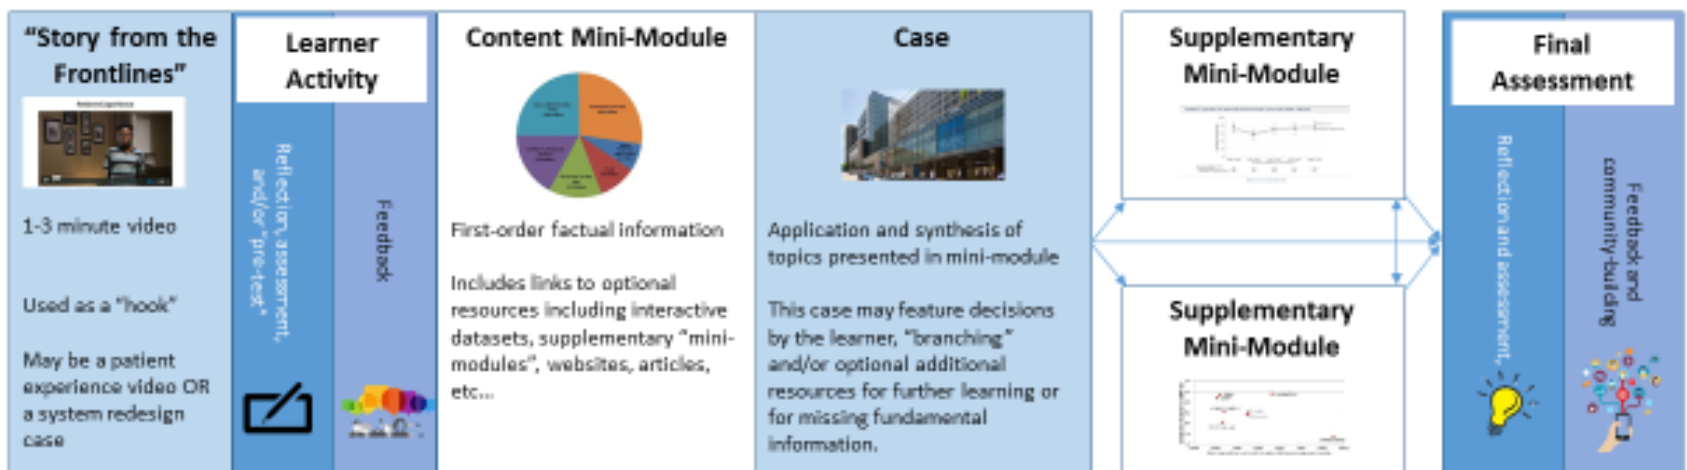 "Story from the
Frontlines"
1-3 minute video
Used as a "hook"
May be a patient
experience video OR
a system redesign
case
Learner
Activity
Reflection, assessment,
and/or "pre-test"
Feedback
Content Mini-Module
First-order factual information
Includes links to optional
resources including interactive
datasets, supplementary "mini-
modules", websites, articles,
etc...
Case
Application and synthesis of
topics presented in mini-module
This case may feature decisions
by the learner, "branching"
and/or optional additional
resources for further learning or
for missing fundamental
information.
Supplementary
Mini-Module
Supplementary
Mini-Module
Final
Assessment
Reflection and assessment,
Feedback and
community-building